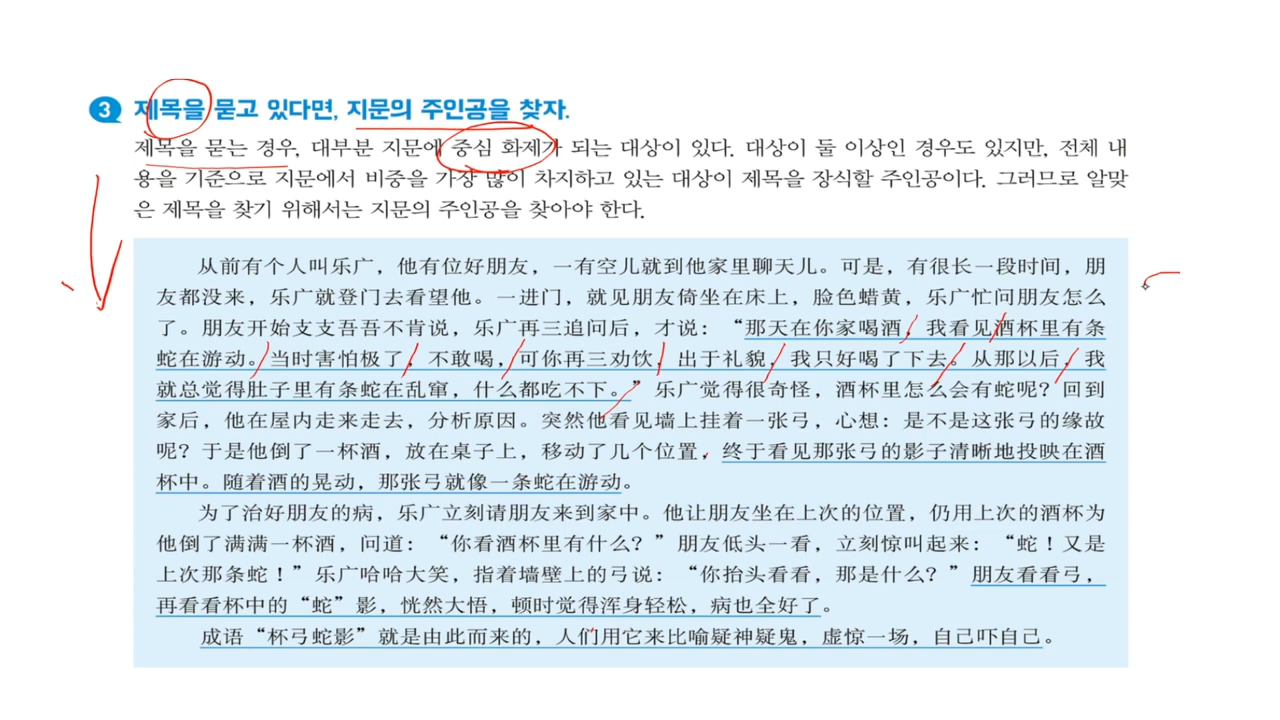 3 제목을 묻고 있다면, 지문의 주인공을 찾자.
제목을 묻는 경우, 대부분 지문에 중심 화제가 되는 대상이 있다. 대상이 둘 이상인 경우도 있지만, 전체 내
용을 기준으로 지문에서 비중을 가장 많이 차지하고 있는 대상이 제목을 장식할 주인공이다. 그러므로 알맞
은 제목을 찾기 위해서는 지문의 주인공을 찾아야 한다.
从前有个人叫乐广，他有位好朋友，一有空儿就到他家里聊天儿。可是，有很长一段时间，朋
友都没来，乐广就登门去看望他。一进门，就见朋友倚坐在床上，脸色蜡黄，乐广忙问朋友怎么
了。朋友开始支支吾吾不肯说，乐广再三追问后，才说：“那天在你家喝酒，我看见酒杯里有条
蛇在游动。当时害怕极了，不敢喝，可你再三劝饮，出于礼貌，我只好喝了下去。从那以后，我
就总觉得肚子里有条蛇在乱窜，什么都吃不下。”乐广觉得很奇怪，酒杯里怎么会有蛇呢？回到
家后，他在屋内走来走去，分析原因。突然他看见墙上挂着一张弓，心想：是不是这张弓的缘故
呢？于是他倒了一杯酒，放在桌子上，移动了几个位置，终于看见那张弓的影子清晰地投映在酒
杯中。随着酒的晃动，那张弓就像一条蛇在游动。
为了治好朋友的病，乐广立刻请朋友来到家中。他让朋友坐在上次的位置，仍用上次的酒杯为
他倒了满满一杯酒，问道：“你看酒杯里有什么？”朋友低头一看，立刻惊叫起来：“蛇！又是
上次那条蛇！”乐广哈哈大笑，指着墙壁上的弓说：“你抬头看看，那是什么？”朋友看看弓，
再看看杯中的“蛇”影，恍然大悟，顿时觉得浑身轻松，病也全好了。
成语“杯弓蛇影”就是由此而来的，人们用它来比喻疑神疑鬼，虚惊一场，自己吓自己。